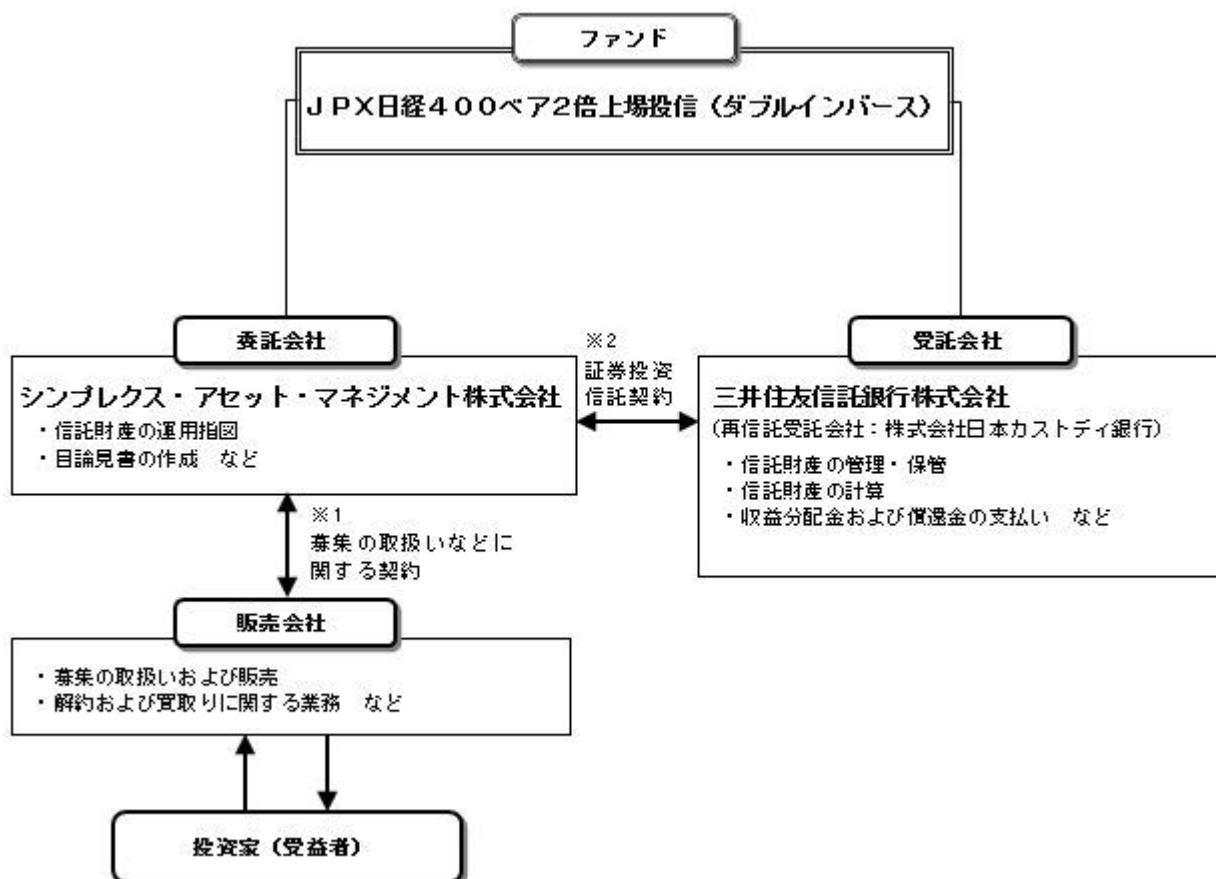 ファンド
JPX日経400ベア2倍上場投信（ダブルインバース）
委託会社
シンプレクス・アセット・マネジメント株式会社
・信託財産の運用指図
・目論見書の作成　など
※2
証券投資
信託契約
受託会社
三井住友信託銀行株式会社
(再信託受託会社：株式会社日本カストディ銀行)
・信託財産の管理・保管
・信託財産の計算
・収益分配金および償還金の支払い　など
※1
募集の取扱いなどに
関する契約
販売会社
・募集の取扱いおよび販売
・解約および買取りに関する業務　など
投資家（受益者）